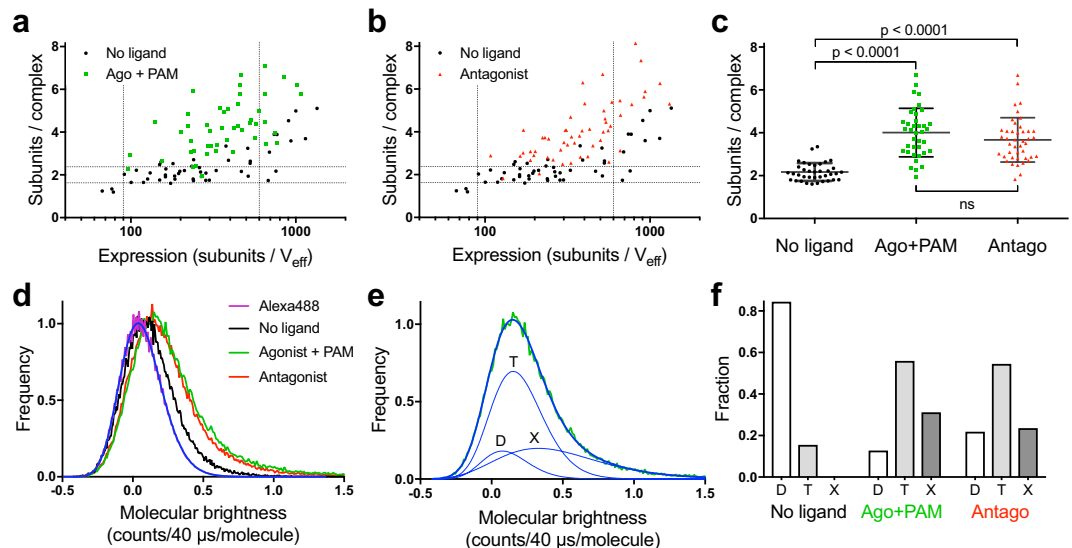 a
No ligand
Ago + PAM
Subunits / complex
8
6
4
2
0
100
1000
Expression (subunits / Veff)
b
No ligand
Antagonist
Subunits / complex
8
6
4
2
0
100
1000
Expression (subunits / Veff)
c
p < 0.0001
p < 0.0001
Subunits / complex
8
6
4
2
0
ns
No ligand
Ago+PAM
Antago
d
Alexa488
No ligand
Agonist + PAM
Antagonist
Frequency
1.0
0.5
0.0
-0.5
0.0
0.5
1.0
1.5
Molecular brightness
(counts/40 µs/molecule)
e
T
D
X
Frequency
1.0
0.5
0.0
-0.5
0.0
0.5
1.0
1.5
Molecular brightness
(counts/40 µs/molecule)
f
Fraction
0.8
0.6
0.4
0.2
0.0
D T X
D T X
D T X
No ligand
Ago+PAM
Antago